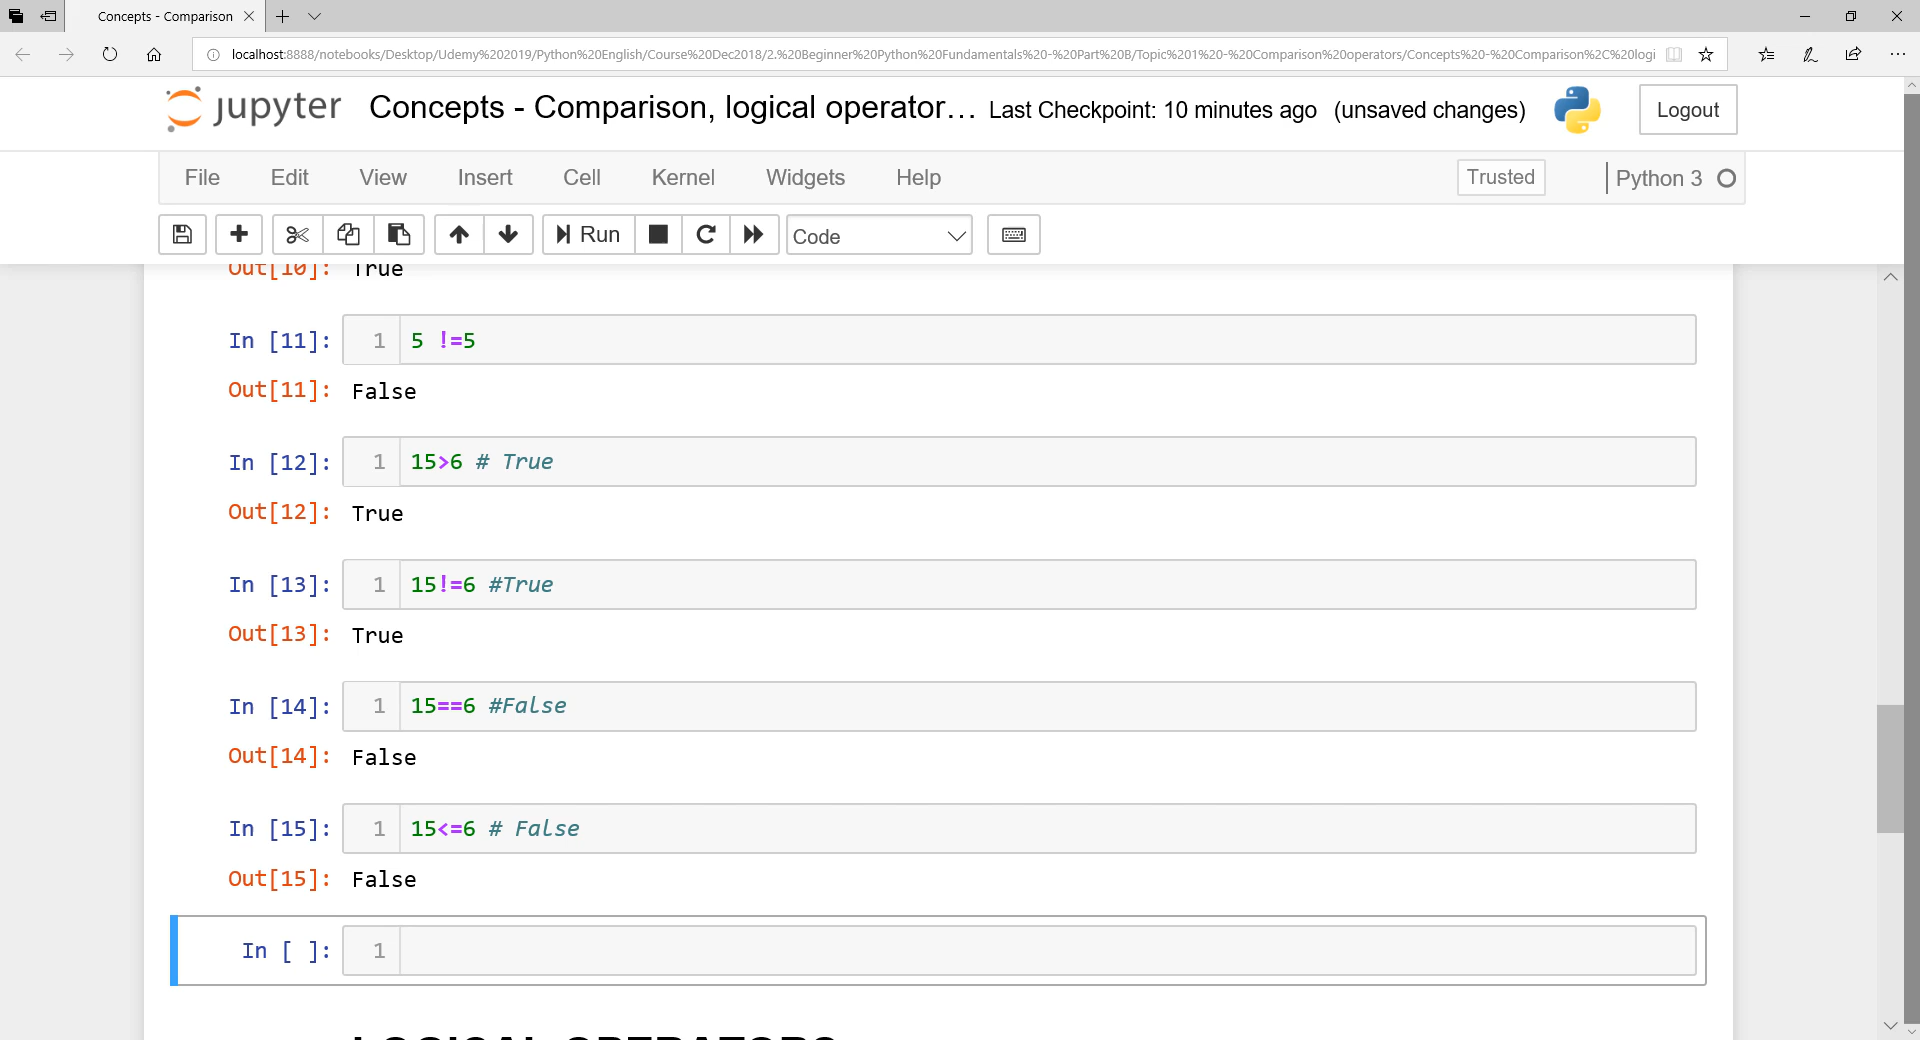 Concepts - Comparison
localhost:8888/notebooks/Desktop/Udemy%202019/Python%20English/Course%20Dec2018/2.%20Beginner%20Python%20Fundamentals%20-%20Part%20B/Topic%201%20-%20Comparison%20operators/Concepts%20-%20Comparison%2C%20logi
jupyter Concepts - Comparison, logical operator... Last Checkpoint: 10 minutes ago (unsaved changes) Logout
File Edit View Insert Cell Kernel Widgets Help Trusted Python 3
Run Code
Out[10]: True
In [11]: 1 5 !=5
Out[11]: False
In [12]: 1 15>6 # True
Out[12]: True
In [13]: 1 15!=6 #True
Out[13]: True
In [14]: 1 15==6 #False
Out[14]: False
In [15]: 1 15<=6 # False
Out[15]: False
In [ ]: 1
LOGICAL OPERATORS